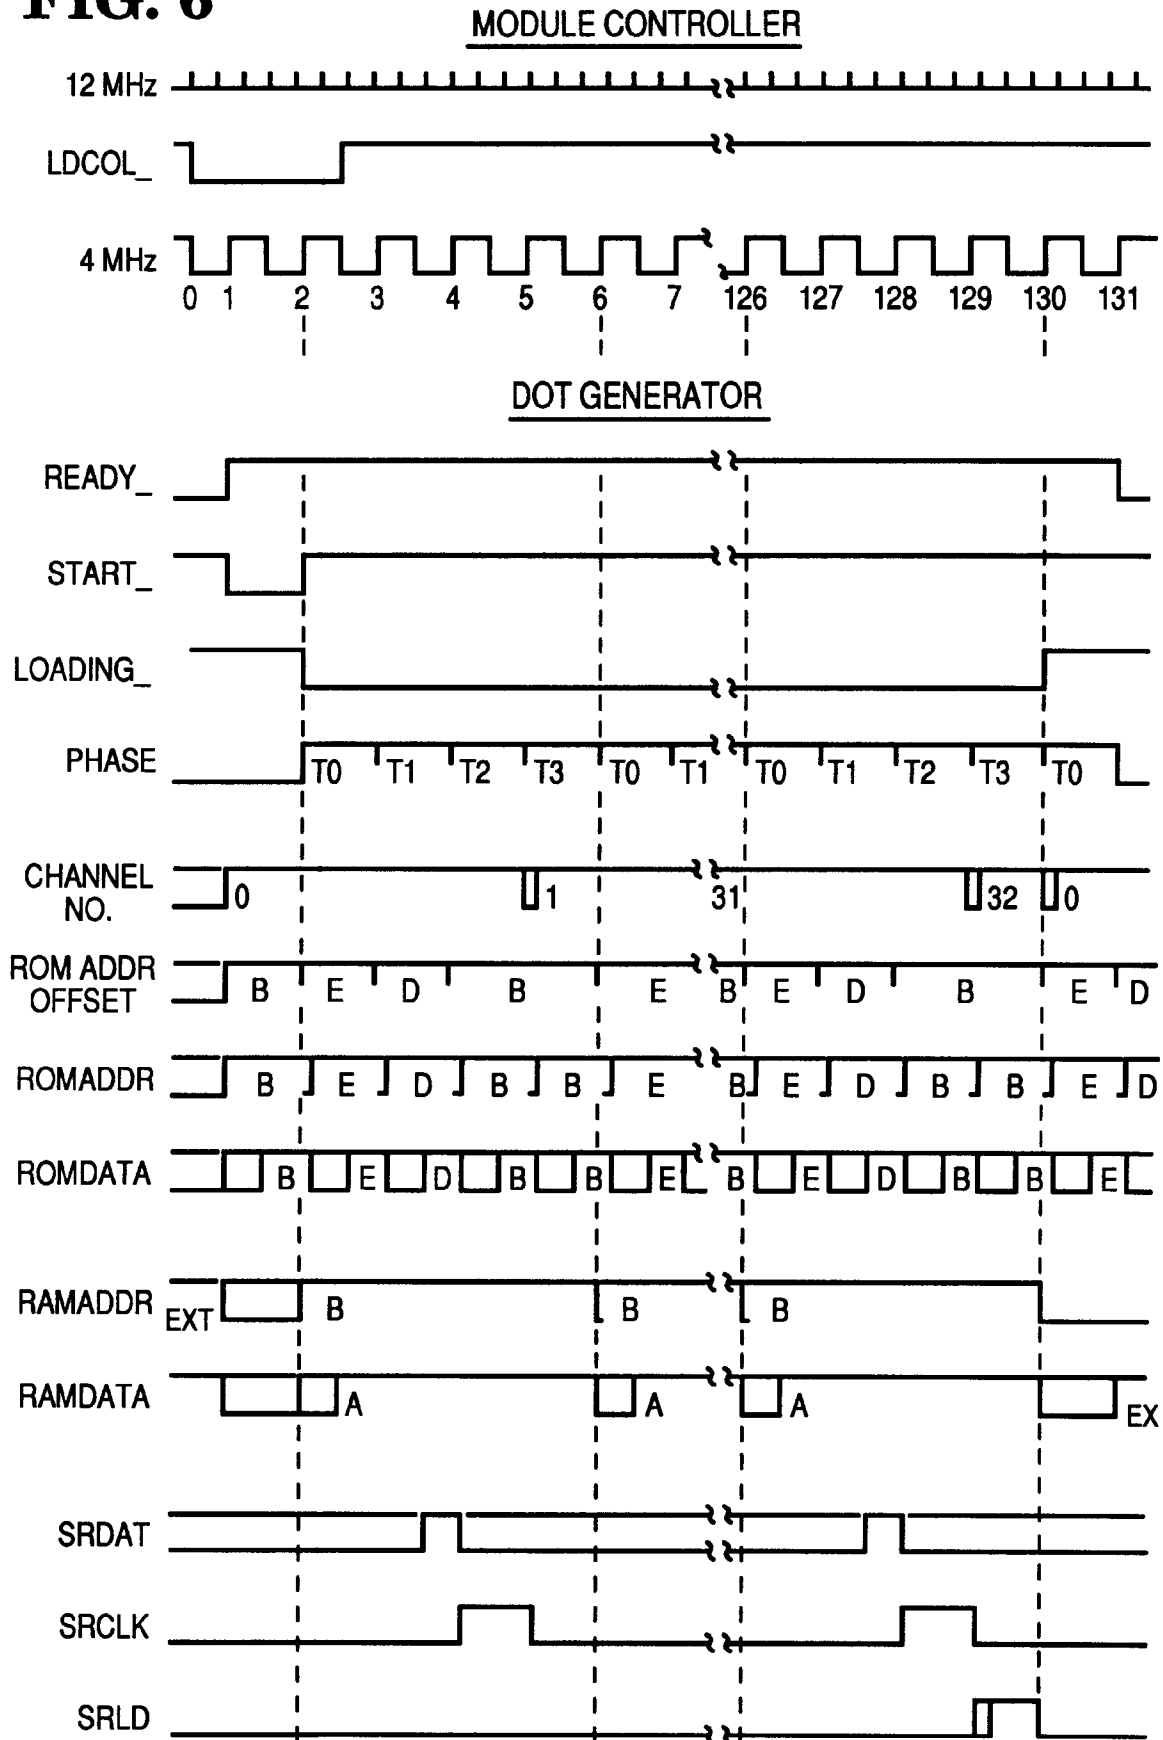 FIG. 6
MODULE CONTROLLER
12 MHz
LDCOL_
4 MHz
0 1 2 3 4 5 6 7 126 127 128 129 130 131
DOT GENERATOR
READY_
START_
LOADING_
PHASE T0 T1 T2 T3 T0 T1 T0 T1 T2 T3 T0
CHANNEL
NO. 0 1 31 32 0
ROM ADDR
OFFSET B E D B E B E D B E D
ROMADDR B E D B B E B E D B B E D
ROMDATA B E D B B E B E D B B E
RAMADDR EXT B B B
RAMDATA A A A EX
SRDAT
SRCLK
SRLD